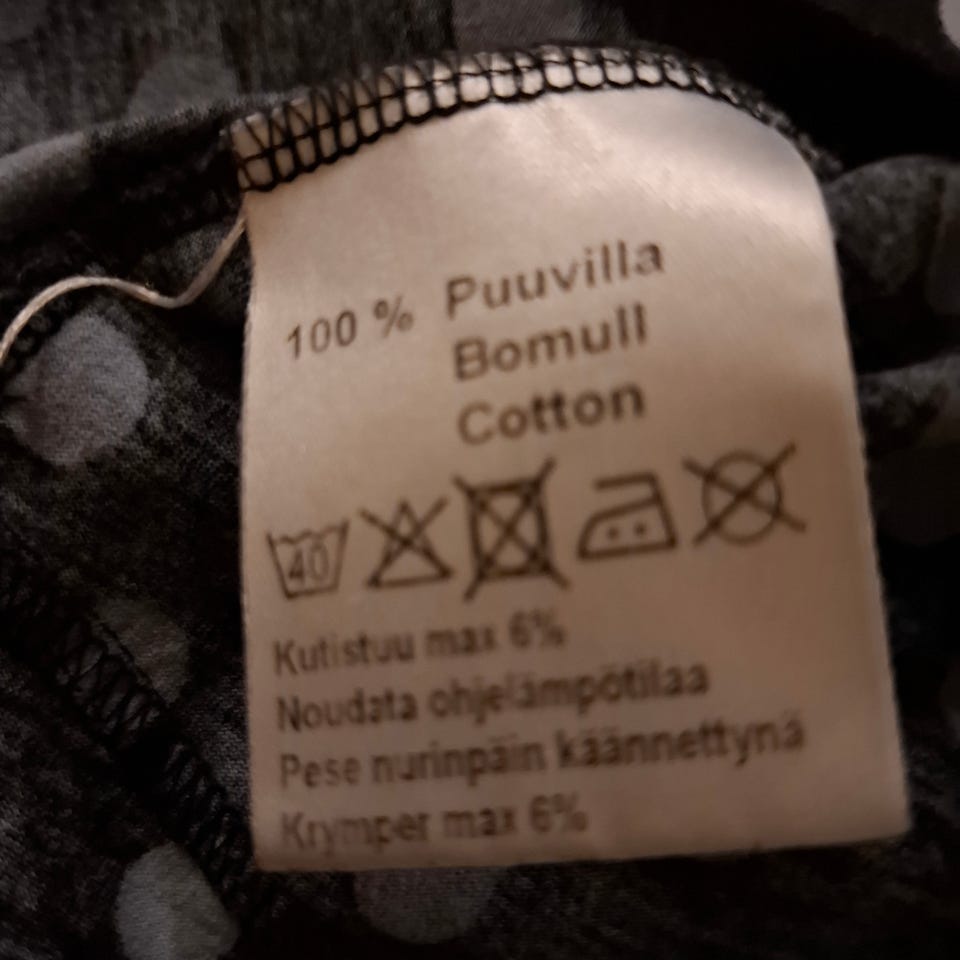 100 % Puuvilla
Bomull
Cotton
40
Kutistuu max 6%
Noudata ohjelämpötilaa
Pese nurinpäin käännettynä
Krymper max 6%